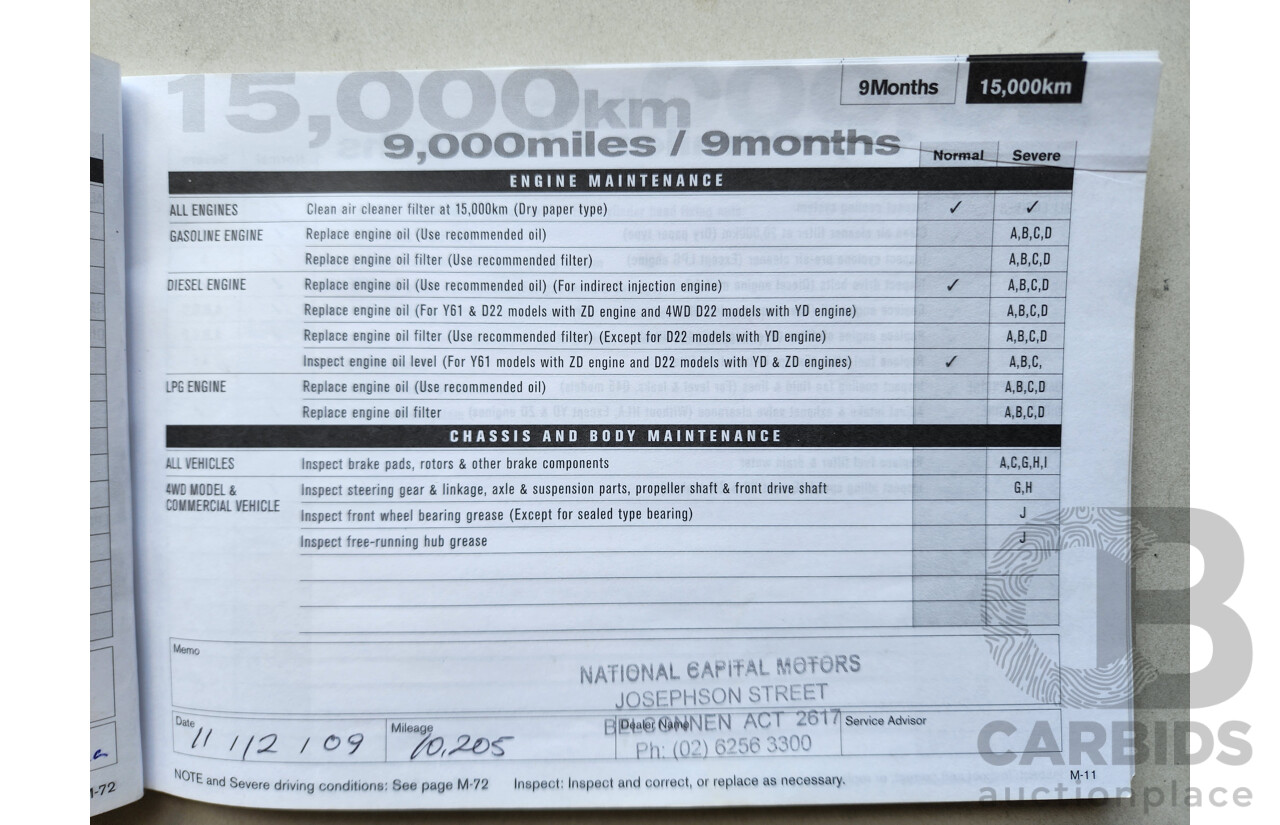 15,000km
9,000miles / 9months
9Months 15,000km
Normal Severe
ENGINE MAINTENANCE
ALL ENGINES Clean air cleaner filter at 15,000km (Dry paper type) ✓ ✓
GASOLINE ENGINE Replace engine oil (Use recommended oil) A,B,C,D
Replace engine oil filter (Use recommended filter) A,B,C,D
DIESEL ENGINE Replace engine oil (Use recommended oil) (For indirect injection engine) ✓ A,B,C,D
Replace engine oil (For Y61 & D22 models with ZD engine and 4WD D22 models with YD engine) A,B,C,D
Replace engine oil filter (Use recommended filter) (Except for D22 models with YD engine) A,B,C,D
Inspect engine oil level (For Y61 models with ZD engine and D22 models with YD & ZD engines) ✓ A,B,C,
LPG ENGINE Replace engine oil (Use recommended oil) A,B,C,D
Replace engine oil filter A,B,C,D
CHASSIS AND BODY MAINTENANCE
ALL VEHICLES Inspect brake pads, rotors & other brake components A,C,G,H,I
4WD MODEL & Inspect steering gear & linkage, axle & suspension parts, propeller shaft & front drive shaft G,H
COMMERCIAL VEHICLE
Inspect front wheel bearing grease (Except for sealed type bearing) J
Inspect free-running hub grease J
Memo
NATIONAL CAPITAL MOTORS
JOSEPHSON STREET
BELCONNEN ACT 2617
Ph: (02) 6256 3300
Date 11/12/09 Mileage 10,205 Dealer Name Service Advisor
NOTE and Severe driving conditions: See page M-72 Inspect: Inspect and correct, or replace as necessary.
M-11
-72
CARBIDS
auctionplace